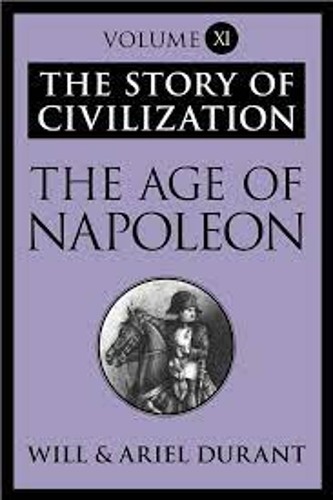 VOLUME XI
THE STORY OF
CIVILIZATION
THE AGE OF
NAPOLEON
WILL & ARIEL DURANT